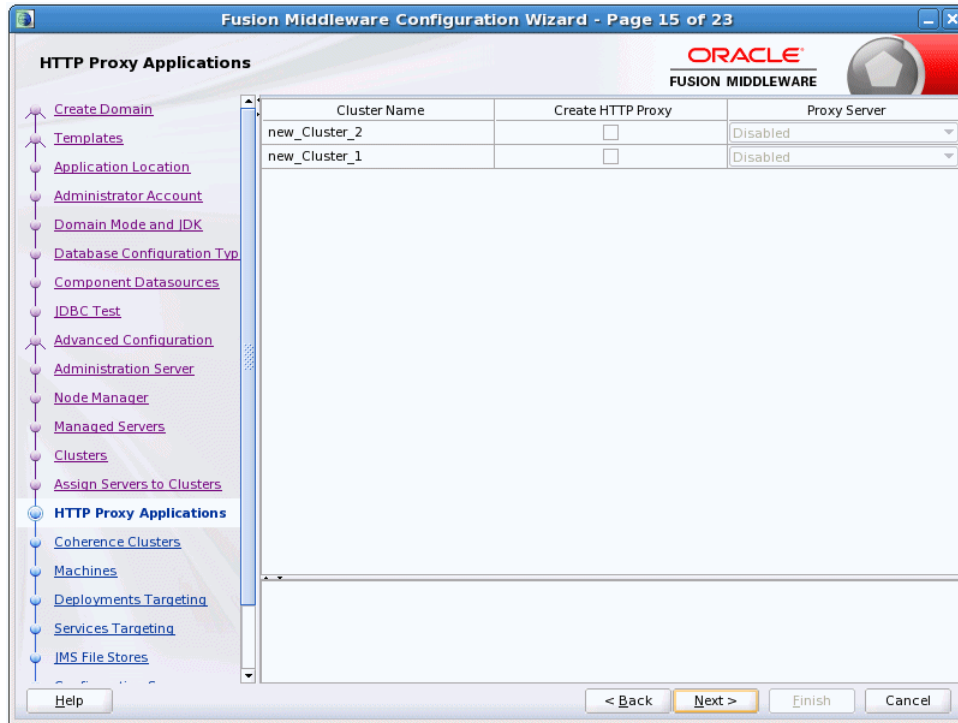 Fusion Middleware Configuration Wizard - Page 15 of 23
HTTP Proxy Applications
ORACLE
FUSION MIDDLEWARE
Create Domain
Templates
Application Location
Administrator Account
Domain Mode and JDK
Database Configuration Typ
Component Datasources
JDBC Test
Advanced Configuration
Administration Server
Node Manager
Managed Servers
Clusters
Assign Servers to Clusters
HTTP Proxy Applications
Coherence Clusters
Machines
Deployments Targeting
Services Targeting
JMS File Stores
Cluster Name Create HTTP Proxy Proxy Server
new_Cluster_2 Disabled
new_Cluster_1 Disabled
Help < Back Next > Finish Cancel